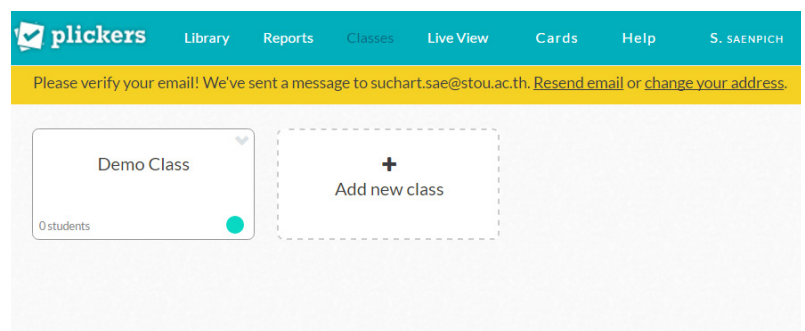 plickers Library Reports Classes Live View Cards Help S. SAENPICH
Please verify your email! We've sent a message to suchart.sae@stou.ac.th. Resend email or change your address.
Demo Class
0 students
+
Add new class